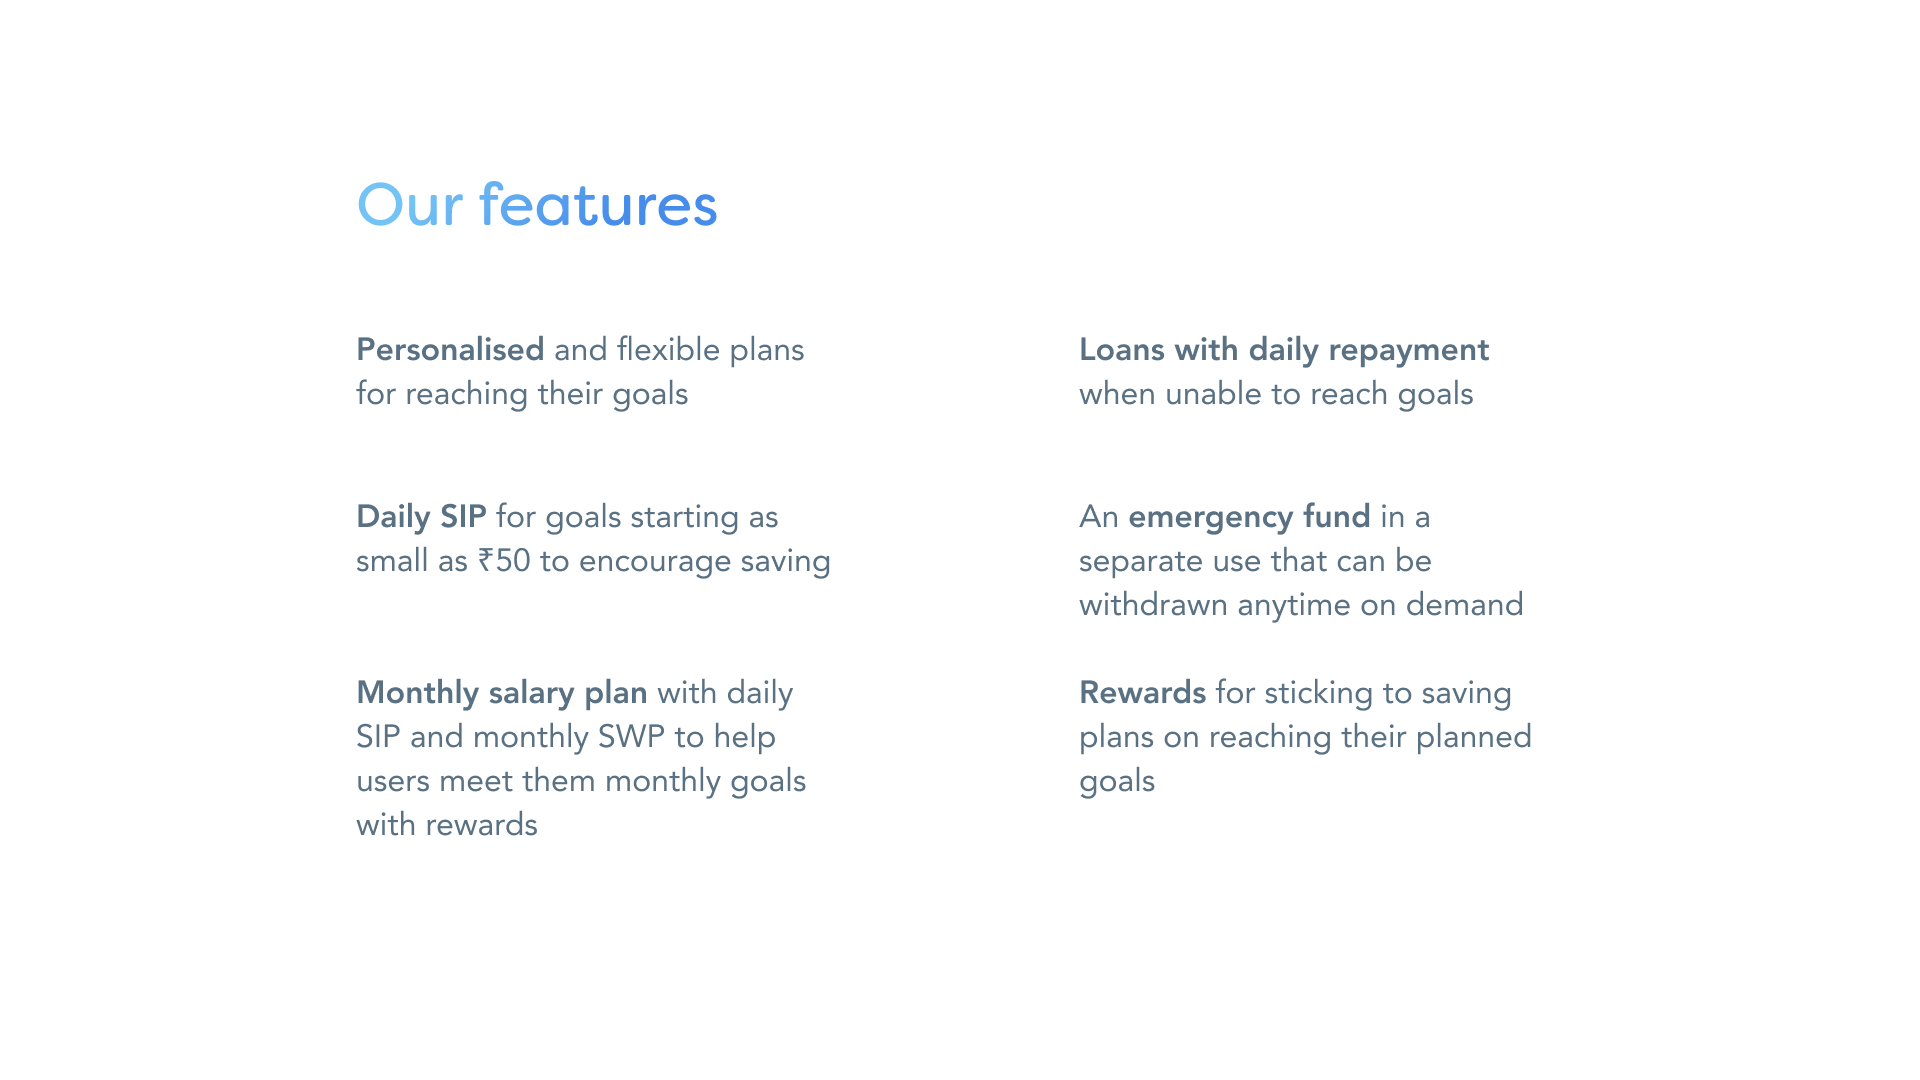 Our features
Personalised and flexible plans
for reaching their goals
Daily SIP for goals starting as
small as ₹50 to encourage saving
Monthly salary plan with daily
SIP and monthly SWP to help
users meet them monthly goals
with rewards
Loans with daily repayment
when unable to reach goals
An emergency fund in a
separate use that can be
withdrawn anytime on demand
Rewards for sticking to saving
plans on reaching their planned
goals